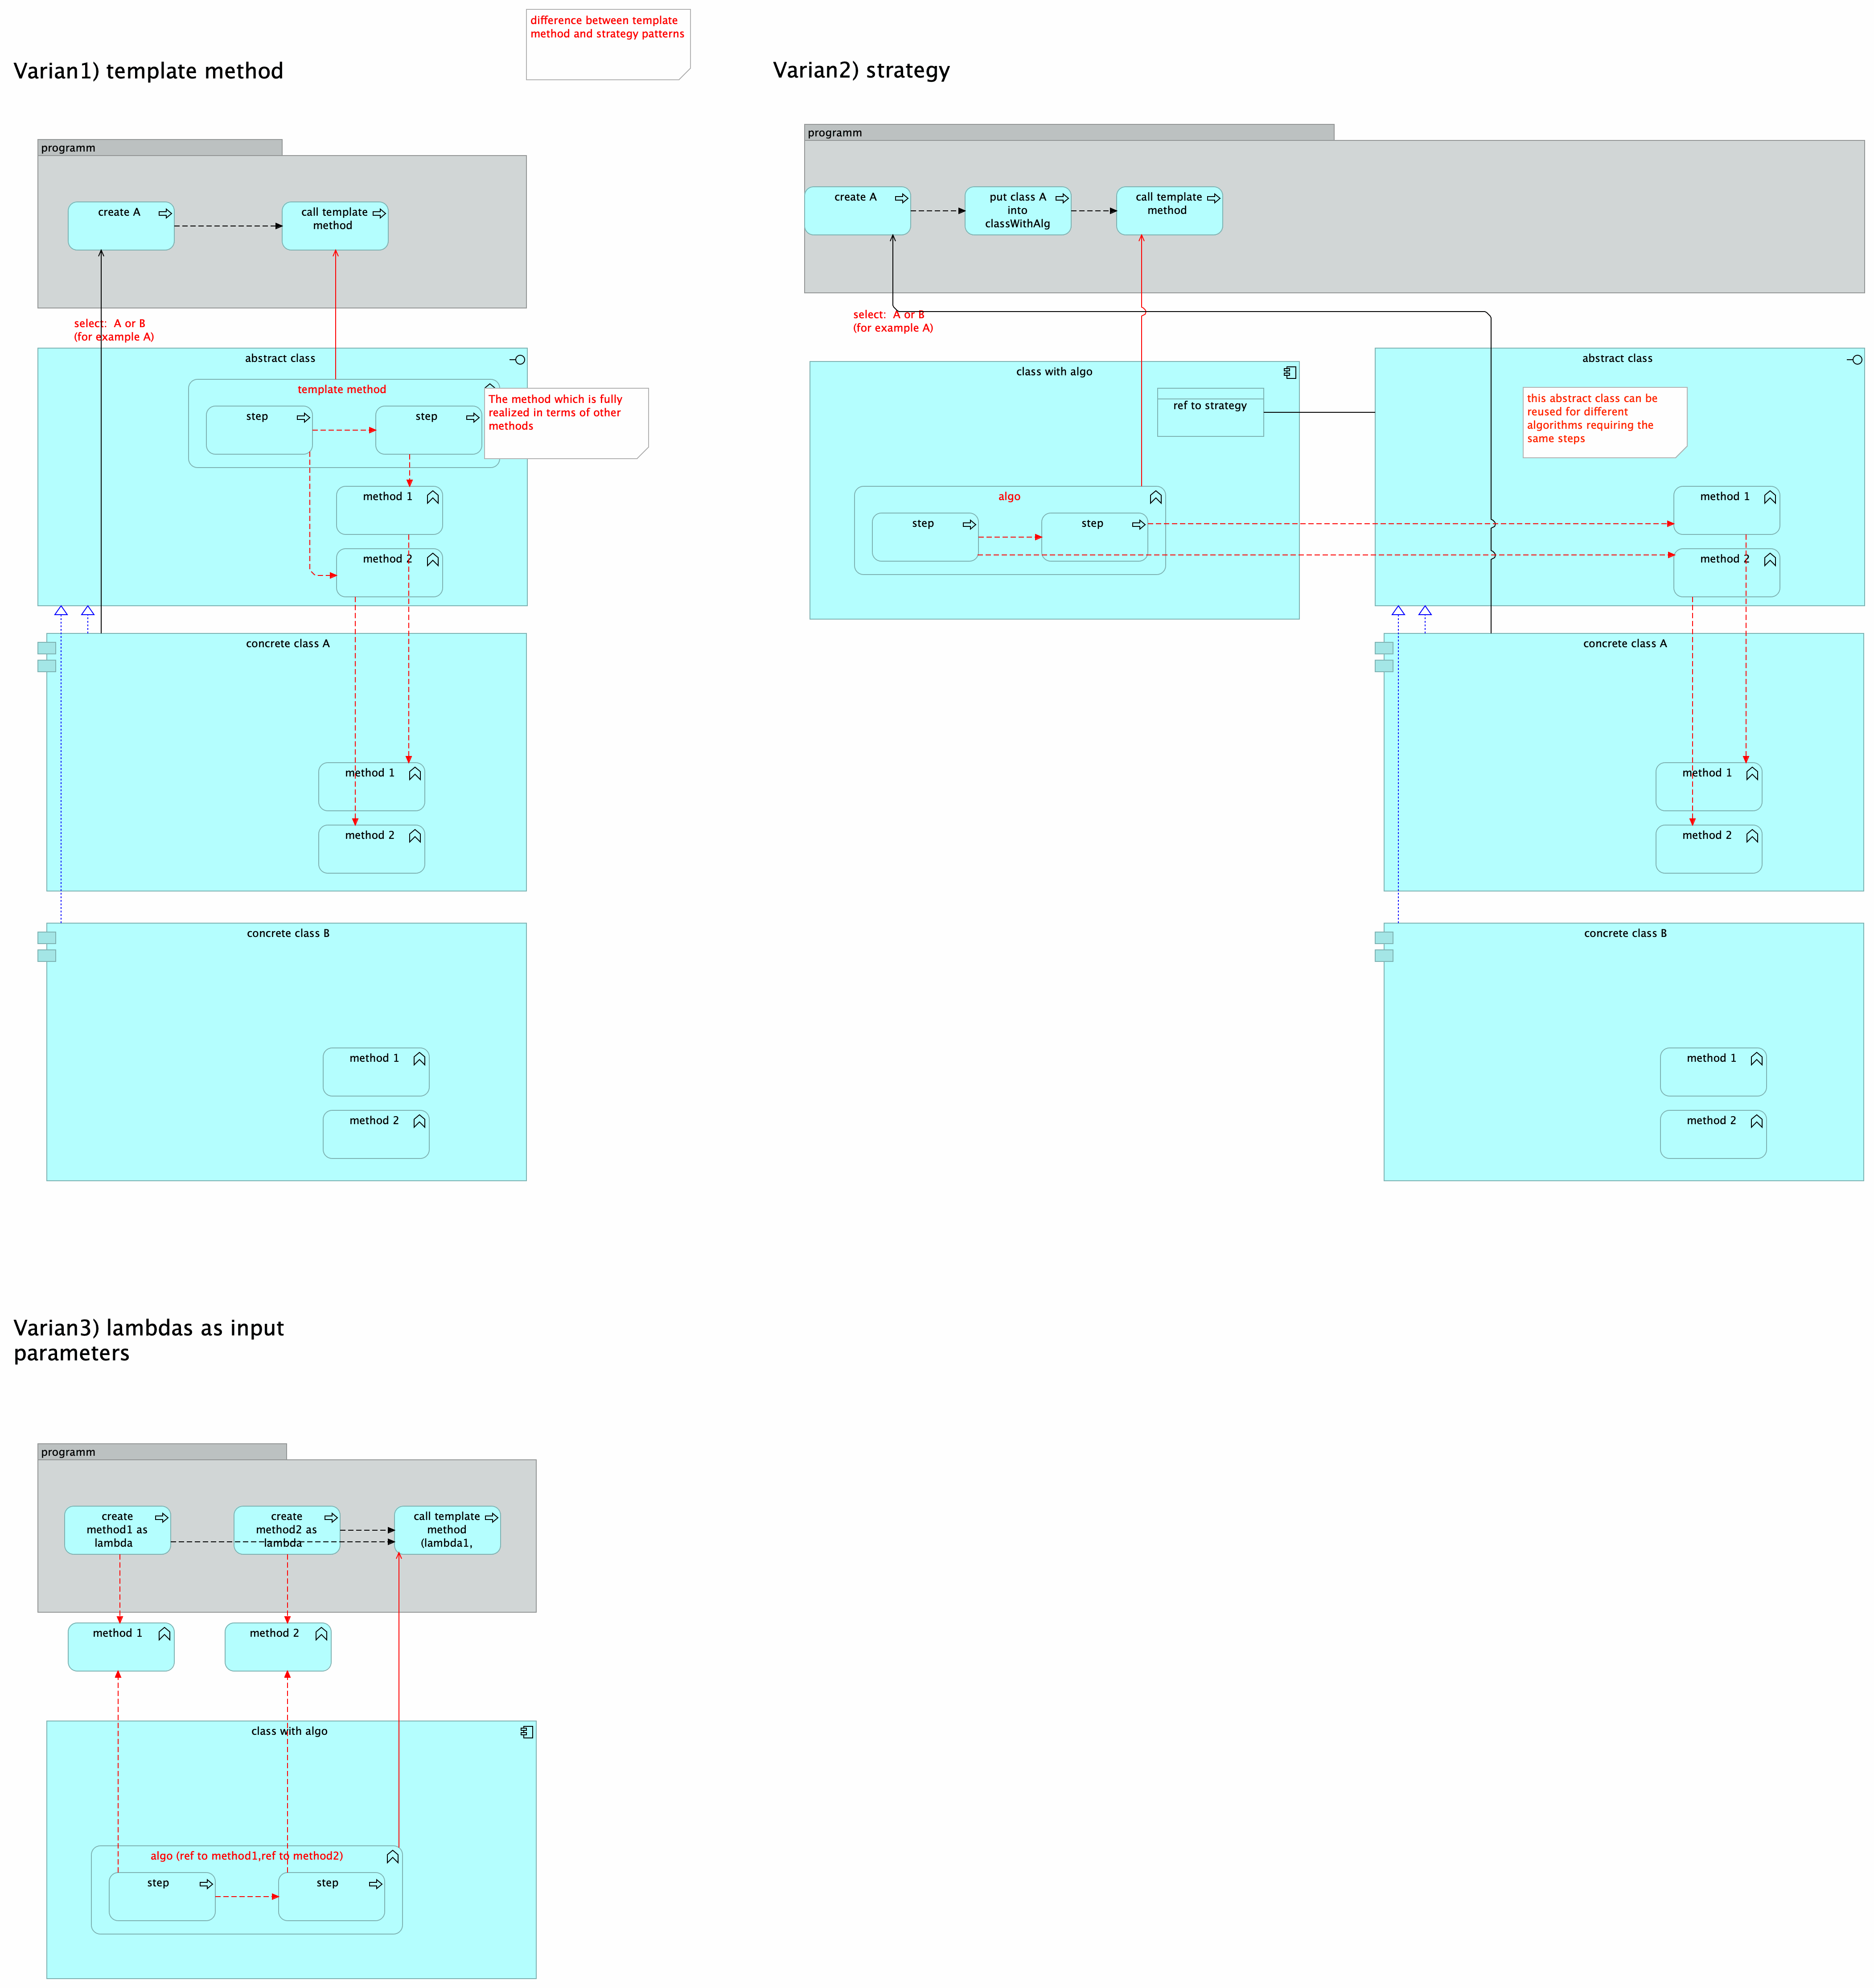 difference between template
method and strategy patterns
Varian1) template method
programm
create A
call template
method
select:  A or B
(for example A)
abstract class
template method
step
step
The method which is fully
realized in terms of other
methods
method 1
method 2
concrete class A
method 1
method 2
concrete class B
method 1
method 2
Varian2) strategy
programm
create A
put class A
into
classWithAlg
call template
method
select:  A or B
(for example A)
class with algo
ref to strategy
algo
step
step
abstract class
this abstract class can be
reused for different
algorithms requiring the
same steps
method 1
method 2
concrete class A
method 1
method 2
concrete class B
method 1
method 2
Varian3) lambdas as input
parameters
programm
create
method1 as
lambda
create
method2 as
lambda
call template
method
(lambda1,
method 1
method 2
class with algo
algo (ref to method1,ref to method2)
step
step